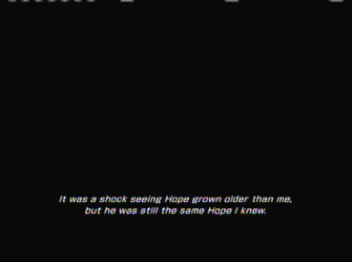 It was a shock seeing Hope grown older than me,
but he was still the same Hope I knew.